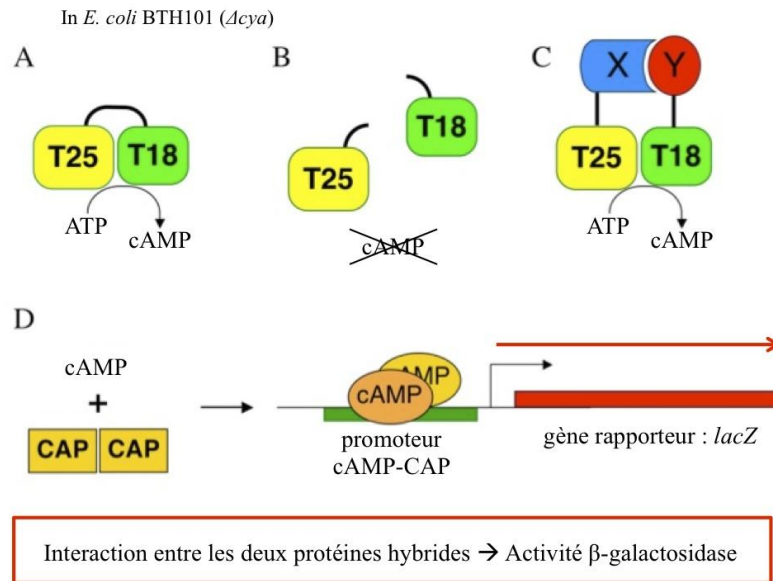 In E. coli BTH101 (Δcya)
A
T25 T18
ATP
cAMP
B
T18
T25
cAMP
C
X Y
T25 T18
ATP
cAMP
D
cAMP
+
CAP CAP
cAMP AMP
promoteur
cAMP-CAP
gène rapporteur : lacZ
Interaction entre les deux protéines hybrides → Activité β-galactosidase